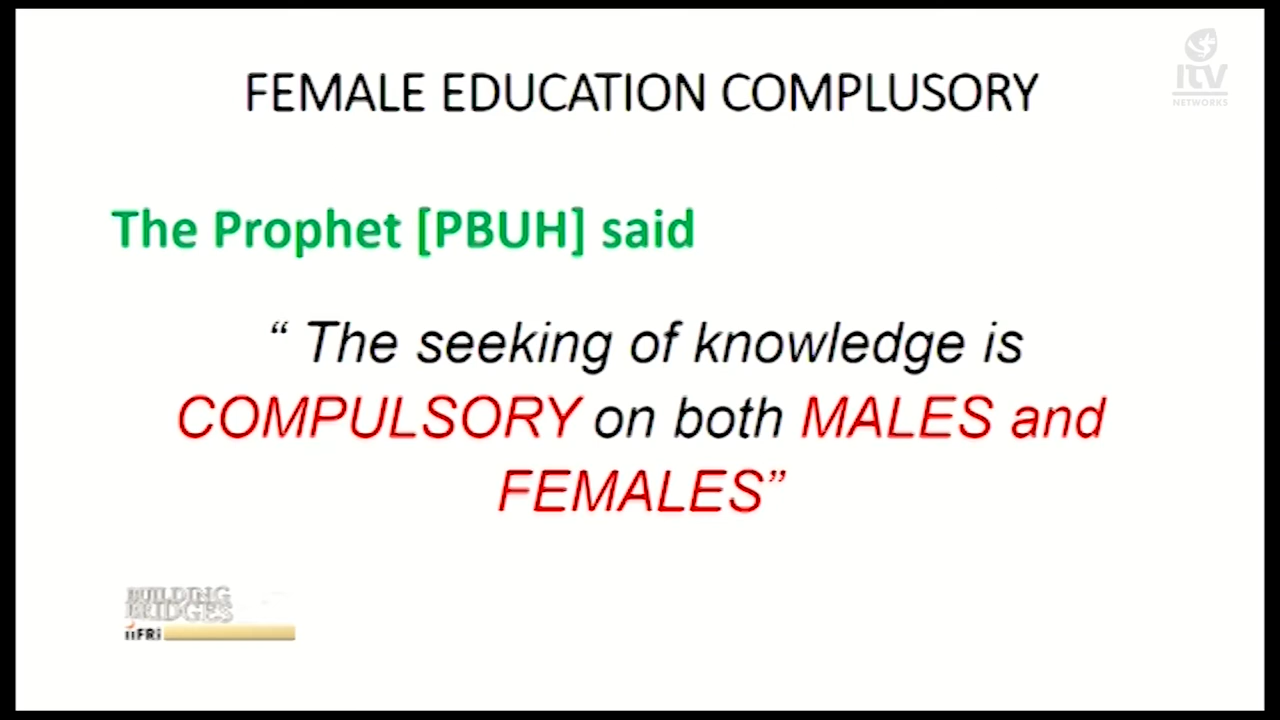 ITV
NETWORKS
FEMALE EDUCATION COMPLUSORY
The Prophet [PBUH] said
“ The seeking of knowledge is
COMPULSORY on both MALES and
FEMALES”
BUILDING
BRIDGES
iiFRi